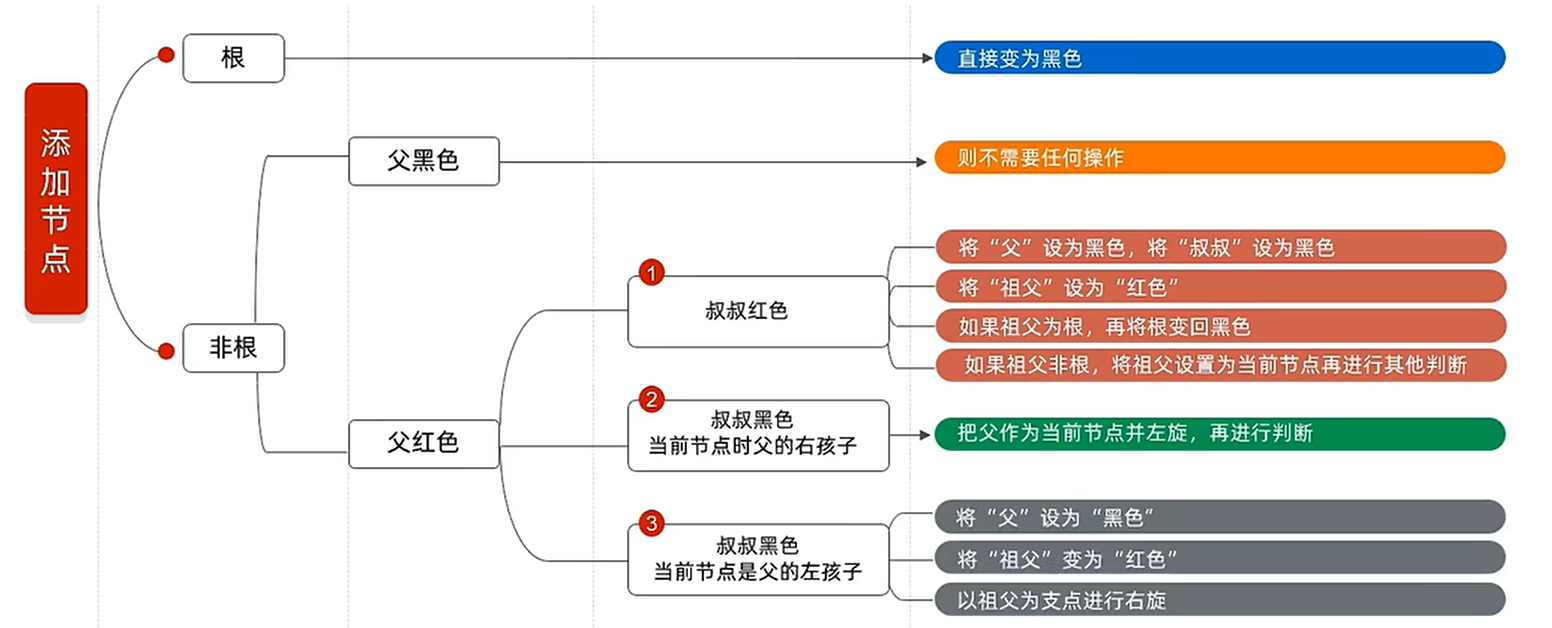 添加节点
根
直接变为黑色
父黑色
则不需要任何操作
非根
父红色
1
叔叔红色
将“父”设为黑色，将“叔叔”设为黑色
将“祖父”设为“红色”
如果祖父为根，再将根变回黑色
如果祖父非根，将祖父设置为当前节点再进行其他判断
2
叔叔黑色
当前节点时父的右孩子
把父作为当前节点并左旋，再进行判断
3
叔叔黑色
当前节点是父的左孩子
将“父”设为“黑色”
将“祖父”变为“红色”
以祖父为支点进行右旋